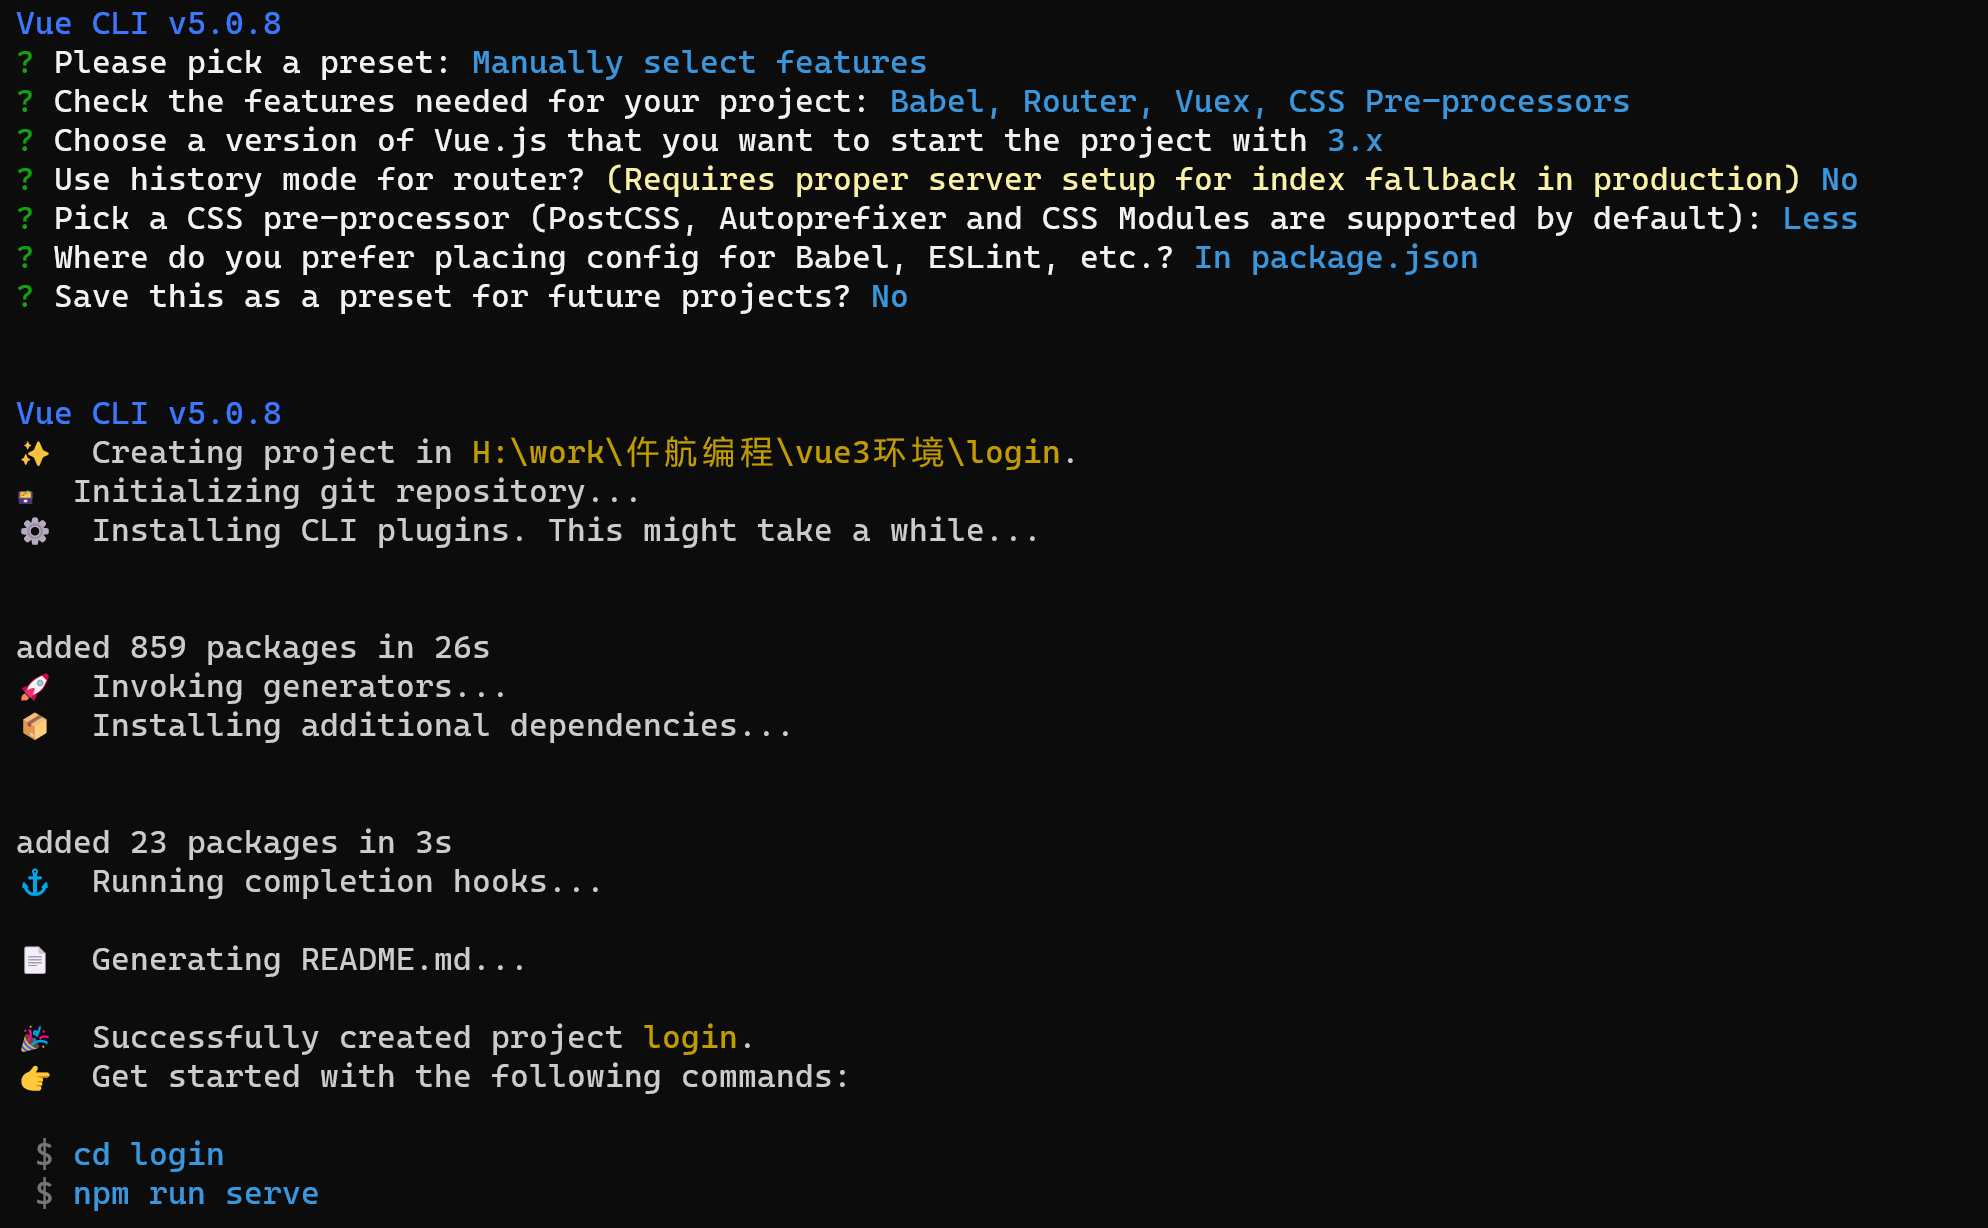 Vue CLI v5.0.8
? Please pick a preset: Manually select features
? Check the features needed for your project: Babel, Router, Vuex, CSS Pre-processors
? Choose a version of Vue.js that you want to start the project with 3.x
? Use history mode for router? (Requires proper server setup for index fallback in production) No
? Pick a CSS pre-processor (PostCSS, Autoprefixer and CSS Modules are supported by default): Less
? Where do you prefer placing config for Babel, ESLint, etc.? In package.json
? Save this as a preset for future projects? No
Vue CLI v5.0.8
✨ Creating project in H:\work\仵航编程\vue3环境\login.
🗃 Initializing git repository...
⚙️ Installing CLI plugins. This might take a while...
added 859 packages in 26s
🚀 Invoking generators...
📦 Installing additional dependencies...
added 23 packages in 3s
⚓ Running completion hooks...
📄 Generating README.md...
🎉 Successfully created project login.
👉 Get started with the following commands:
$ cd login
$ npm run serve